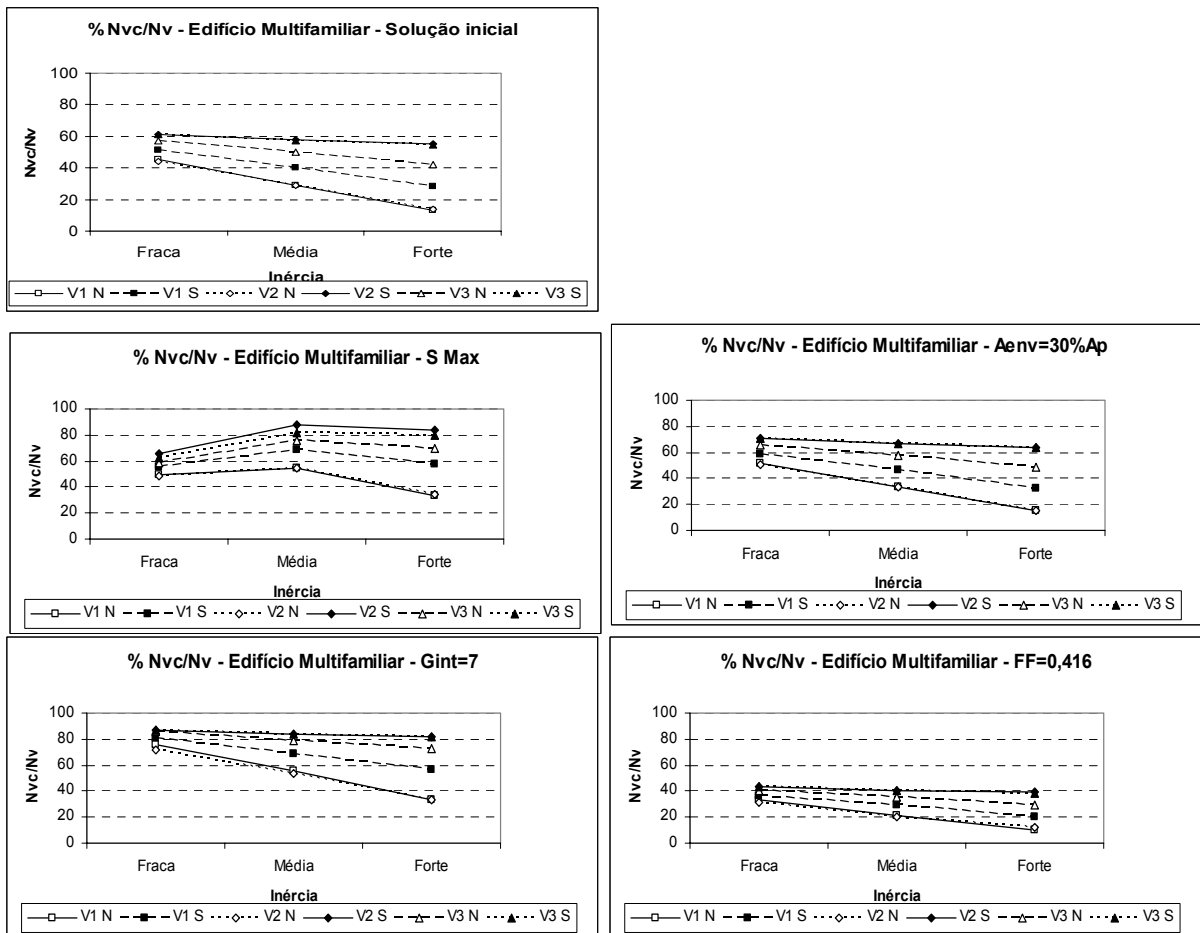 % Nvc/Nv - Edifício Multifamiliar - Solução inicial
100
80
60
40
20
0
Nvc/Nv
Fraca Média Forte
Inércia
V1 N V1 S V2 N V2 S V3 N V3 S
% Nvc/Nv - Edifício Multifamiliar - S Max
100
80
60
40
20
0
Nvc/Nv
Fraca Média Forte
Inércia
V1 N V1 S V2 N V2 S V3 N V3 S
% Nvc/Nv - Edifício Multifamiliar - Aenv=30%Ap
100
80
60
40
20
0
Nvc/Nv
Fraca Média Forte
Inércia
V1 N V1 S V2 N V2 S V3 N V3 S
% Nvc/Nv - Edifício Multifamiliar - Gint=7
100
80
60
40
20
0
Nvc/Nv
Fraca Média Forte
Inércia
V1 N V1 S V2 N V2 S V3 N V3 S
% Nvc/Nv - Edifício Multifamiliar - FF=0,416
100
80
60
40
20
0
Nvc/Nv
Fraca Média Forte
Inércia
V1 N V1 S V2 N V2 S V3 N V3 S